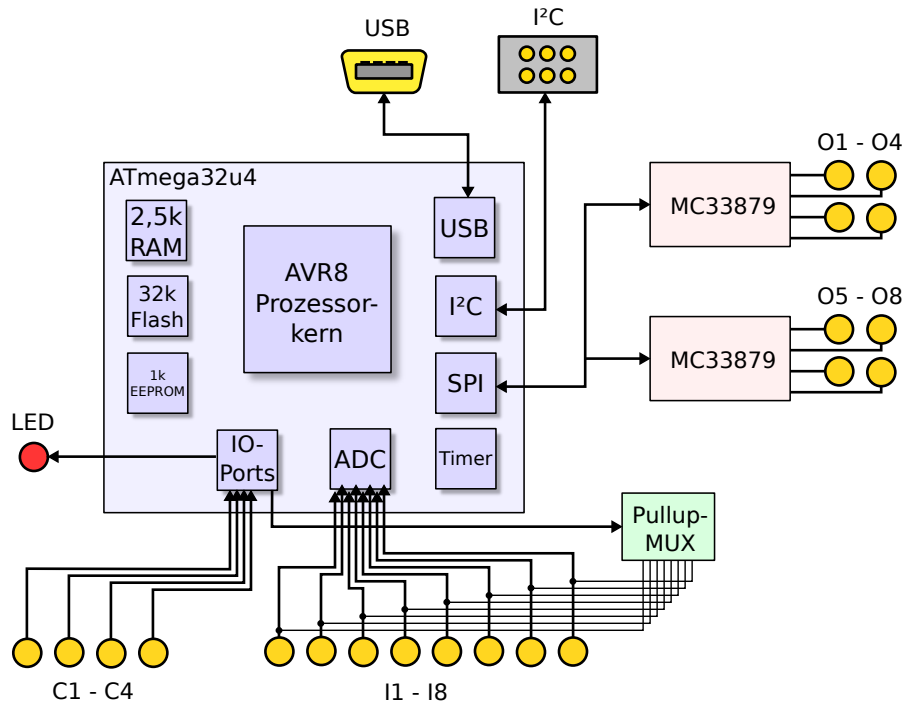 USB
I²C
O1 - O4
ATmega32u4
2,5k
RAM
USB
MC33879
AVR8
Prozessor-
kern
32k
Flash
I²C
O5 - O8
MC33879
1k
EEPROM
SPI
LED
IO-
Ports
ADC
Timer
Pullup-
MUX
C1 - C4
I1 - I8